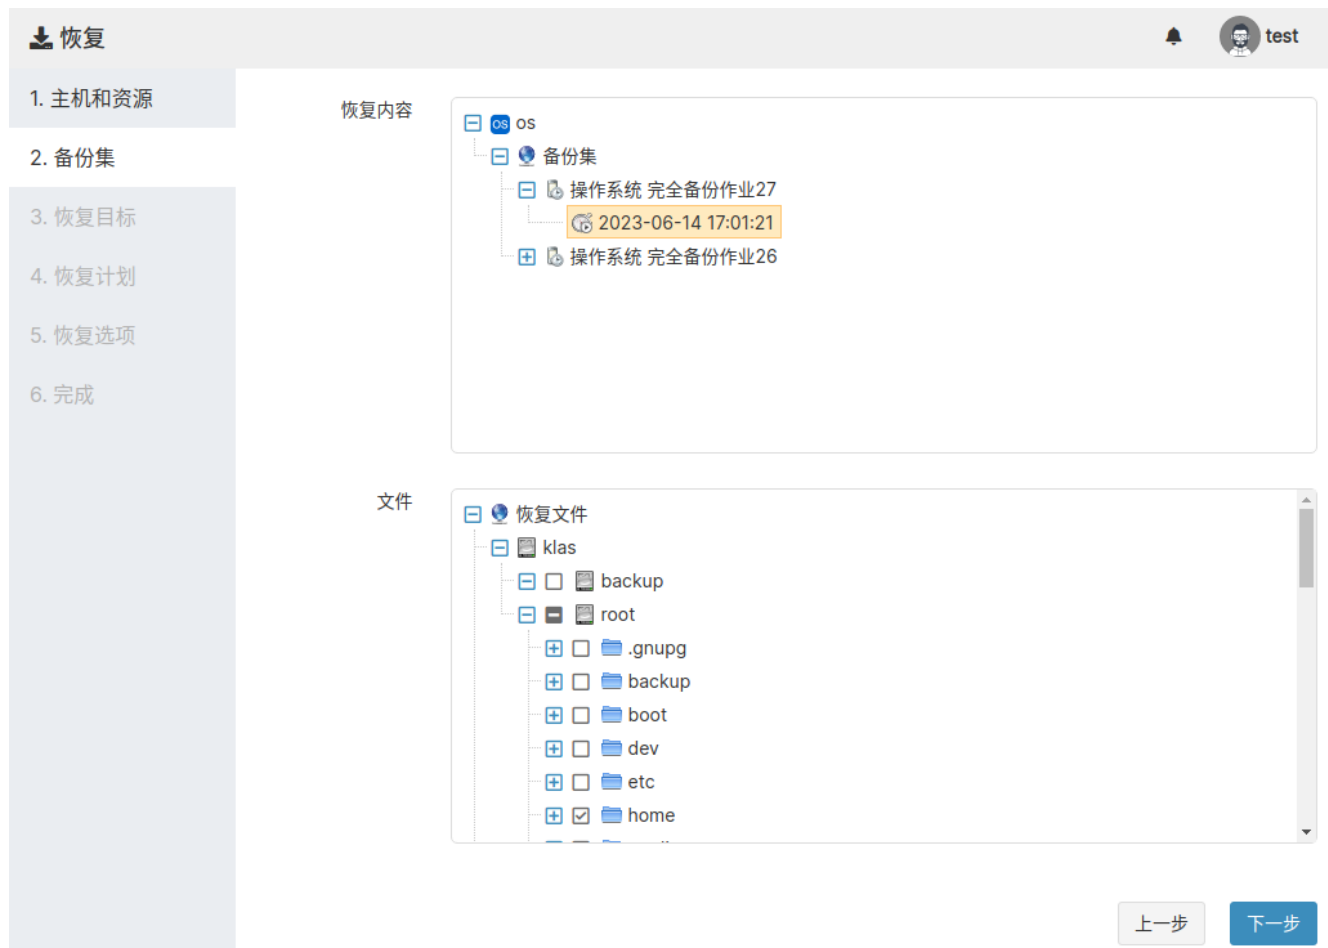 恢复
test
1. 主机和资源
2. 备份集
3. 恢复目标
4. 恢复计划
5. 恢复选项
6. 完成
恢复内容
os os
备份集
操作系统 完全备份作业27
2023-06-14 17:01:21
操作系统 完全备份作业26
文件
恢复文件
klas
backup
root
.gnupg
backup
boot
dev
etc
home
上一步
下一步